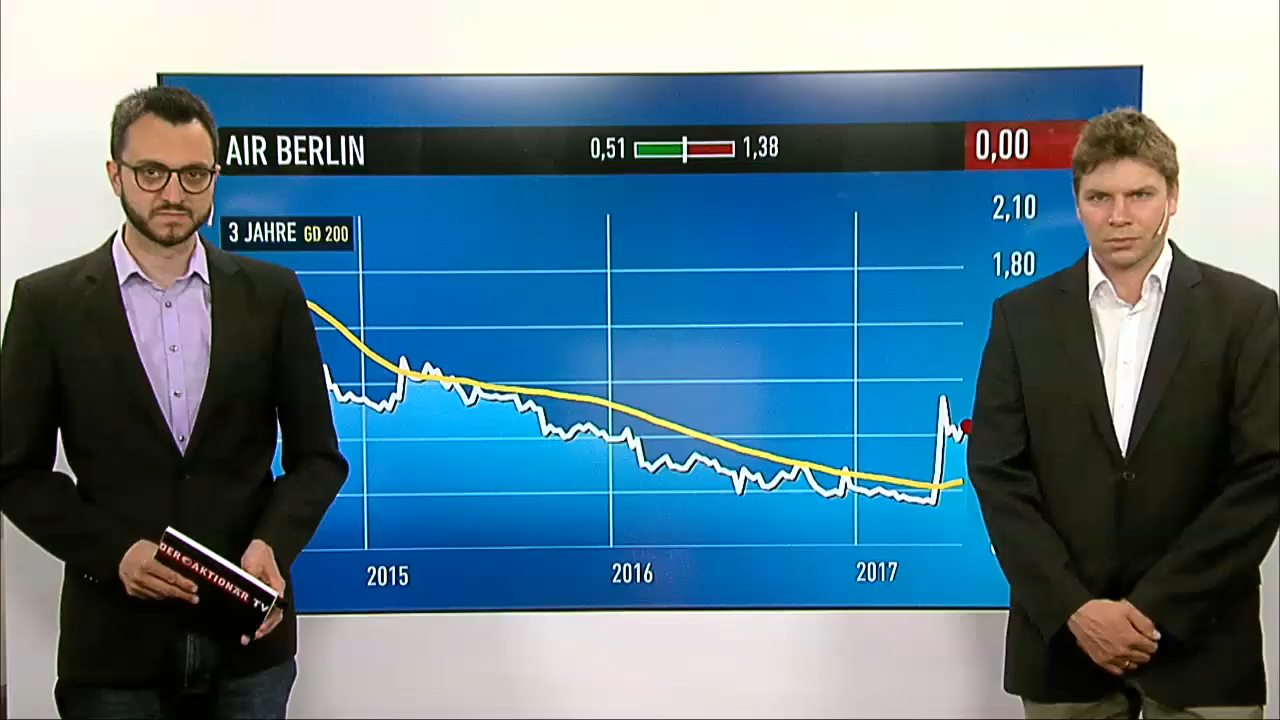 AIR BERLIN
0,51 1,38
0,00
2,10
1,80
3 JAHRE GD 200
2015 2016 2017
DER AKTIONÄR TV